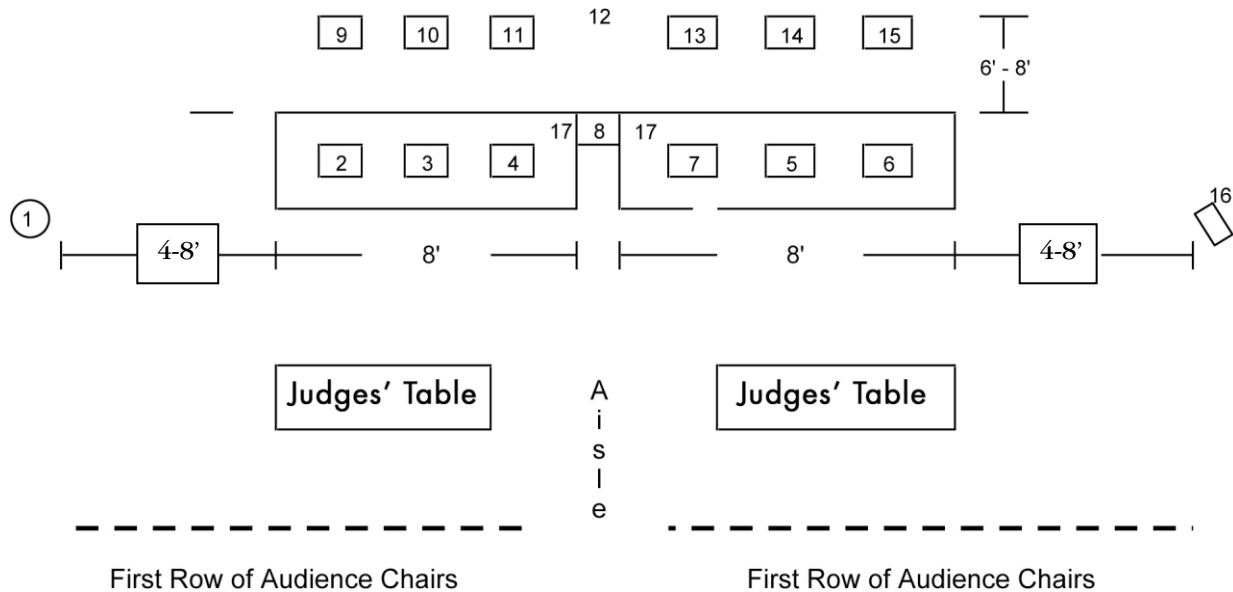 9 10 11 12 13 14 15
6' - 8'
17 8 17
2 3 4 7 5 6
1 16
4-8’ 8' 8' 4-8’
Judges’ Table Judges’ Table
Aisle
First Row of Audience Chairs First Row of Audience Chairs